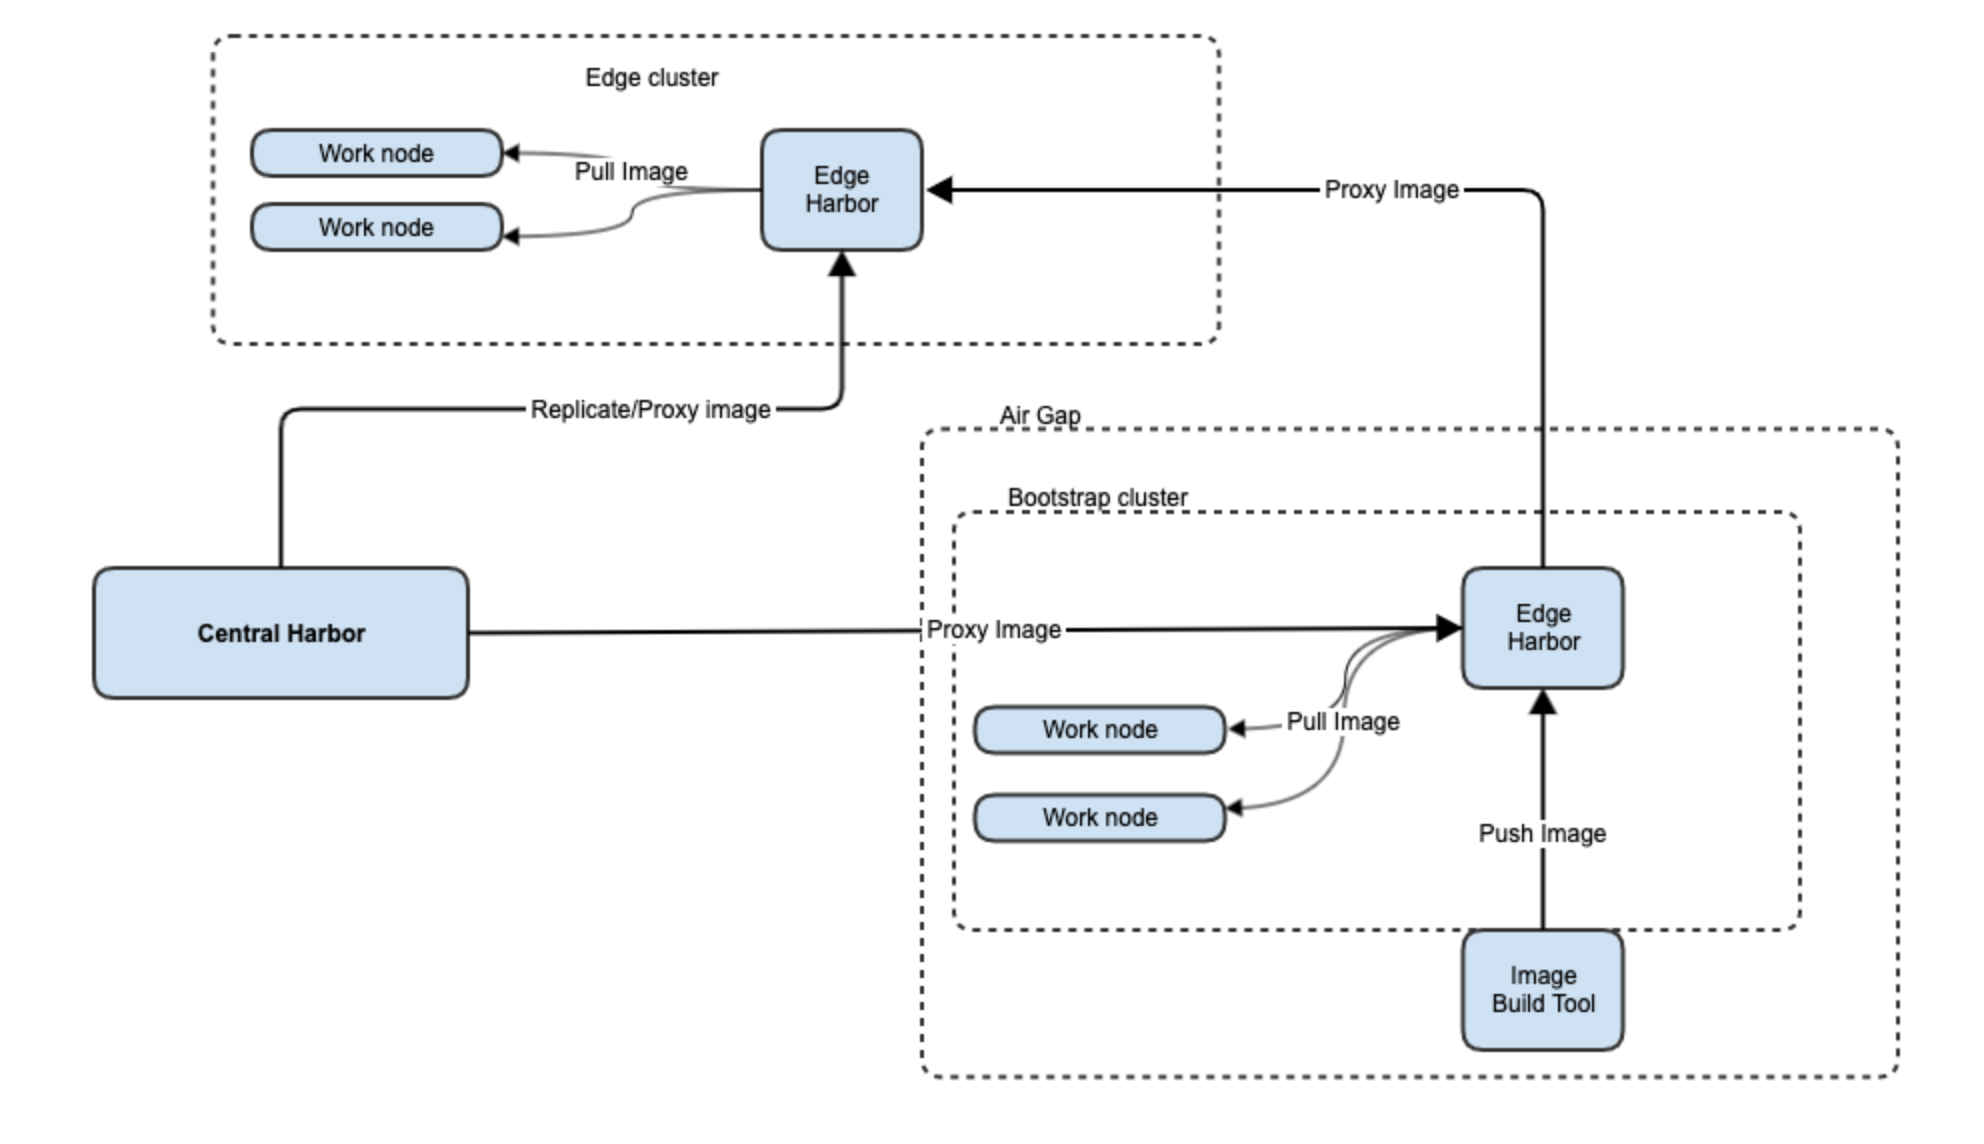 Edge cluster
Work node
Pull Image
Edge
Harbor
Work node
Proxy Image
Replicate/Proxy image
Air Gap
Bootstrap cluster
Central Harbor
Proxy Image
Edge
Harbor
Work node
Pull Image
Work node
Push Image
Image
Build Tool